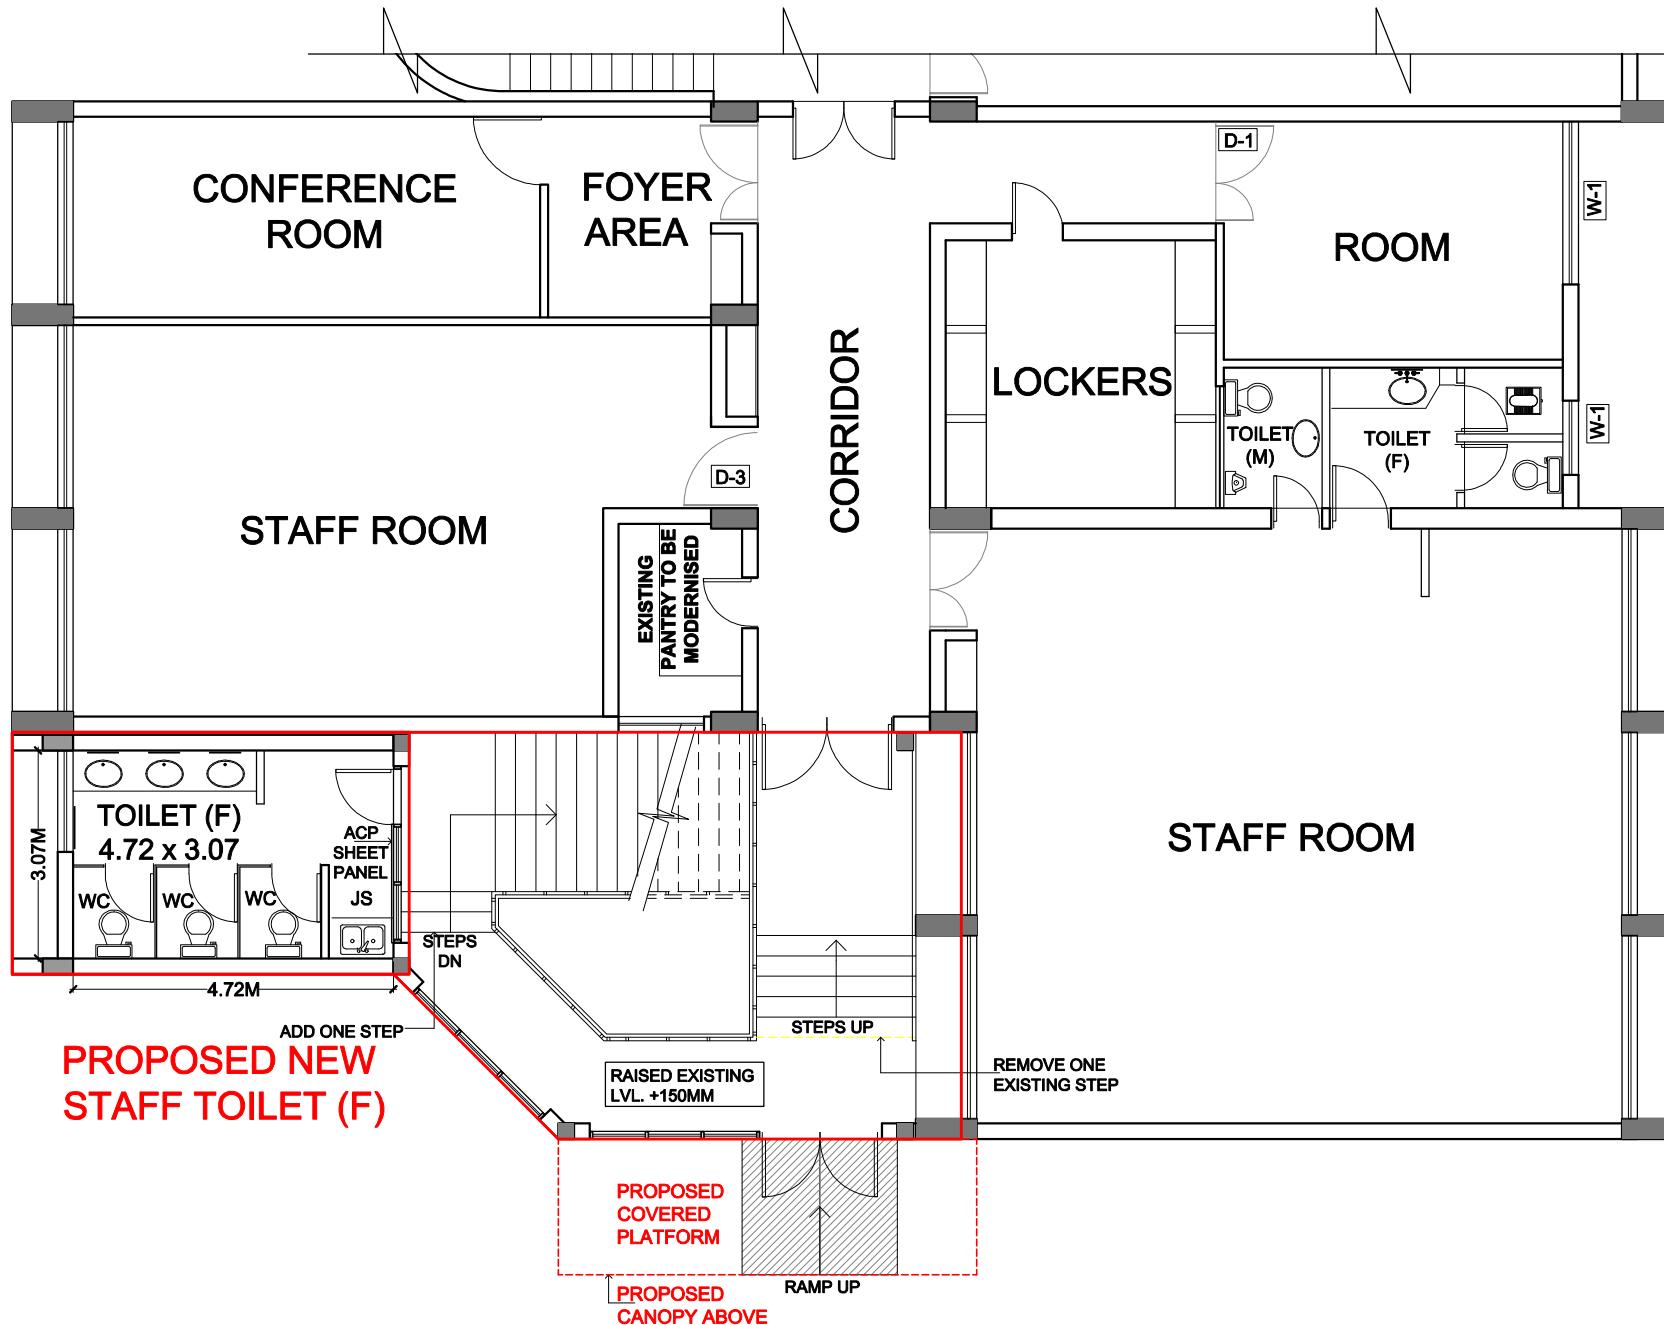 CONFERENCE
ROOM
FOYER
AREA
D-1
W-1
ROOM
CORRIDOR
LOCKERS
W-1
TOILET
(M)
TOILET
(F)
D-3
STAFF ROOM
EXISTING
PANTRY TO BE
MODERNISED
TOILET (F)
4.72 x 3.07
3.07M
ACP
SHEET
PANEL
WC
WC
WC
JS
STAFF ROOM
STEPS
DN
4.72M
ADD ONE STEP
STEPS UP
PROPOSED NEW
STAFF TOILET (F)
RAISED EXISTING
LVL. +150MM
REMOVE ONE
EXISTING STEP
PROPOSED
COVERED
PLATFORM
RAMP UP
PROPOSED
CANOPY ABOVE